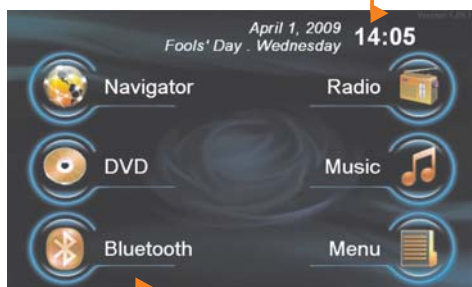 April 1, 2009
Fools' Day . Wednesday
14:05
Navigator
Radio
DVD
Music
Bluetooth
Menu